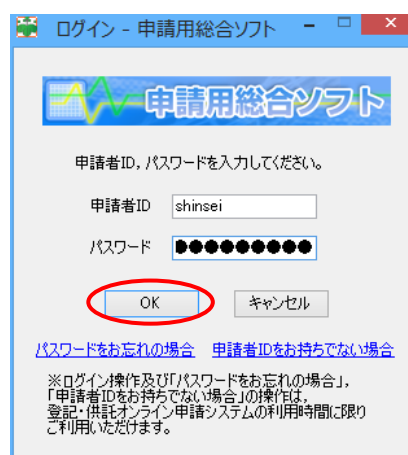 ログイン - 申請用総合ソフト
申請用総合ソフト
申請者ID, パスワードを入力してください。
申請者ID shinsei
パスワード ●●●●●●●●●
OK キャンセル
パスワードをお忘れの場合 申請者IDをお持ちでない場合
※ログイン操作及び「パスワードをお忘れの場合」,
「申請者IDをお持ちでない場合」の操作は,
登記・供託オンライン申請システムの利用時間に限り
ご利用いただけます。